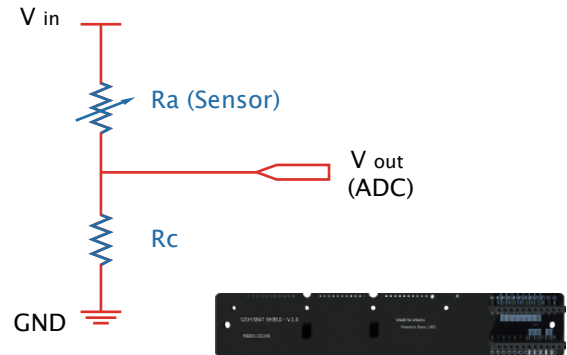 V in
Ra (Sensor)
V out
(ADC)
Rc
GND